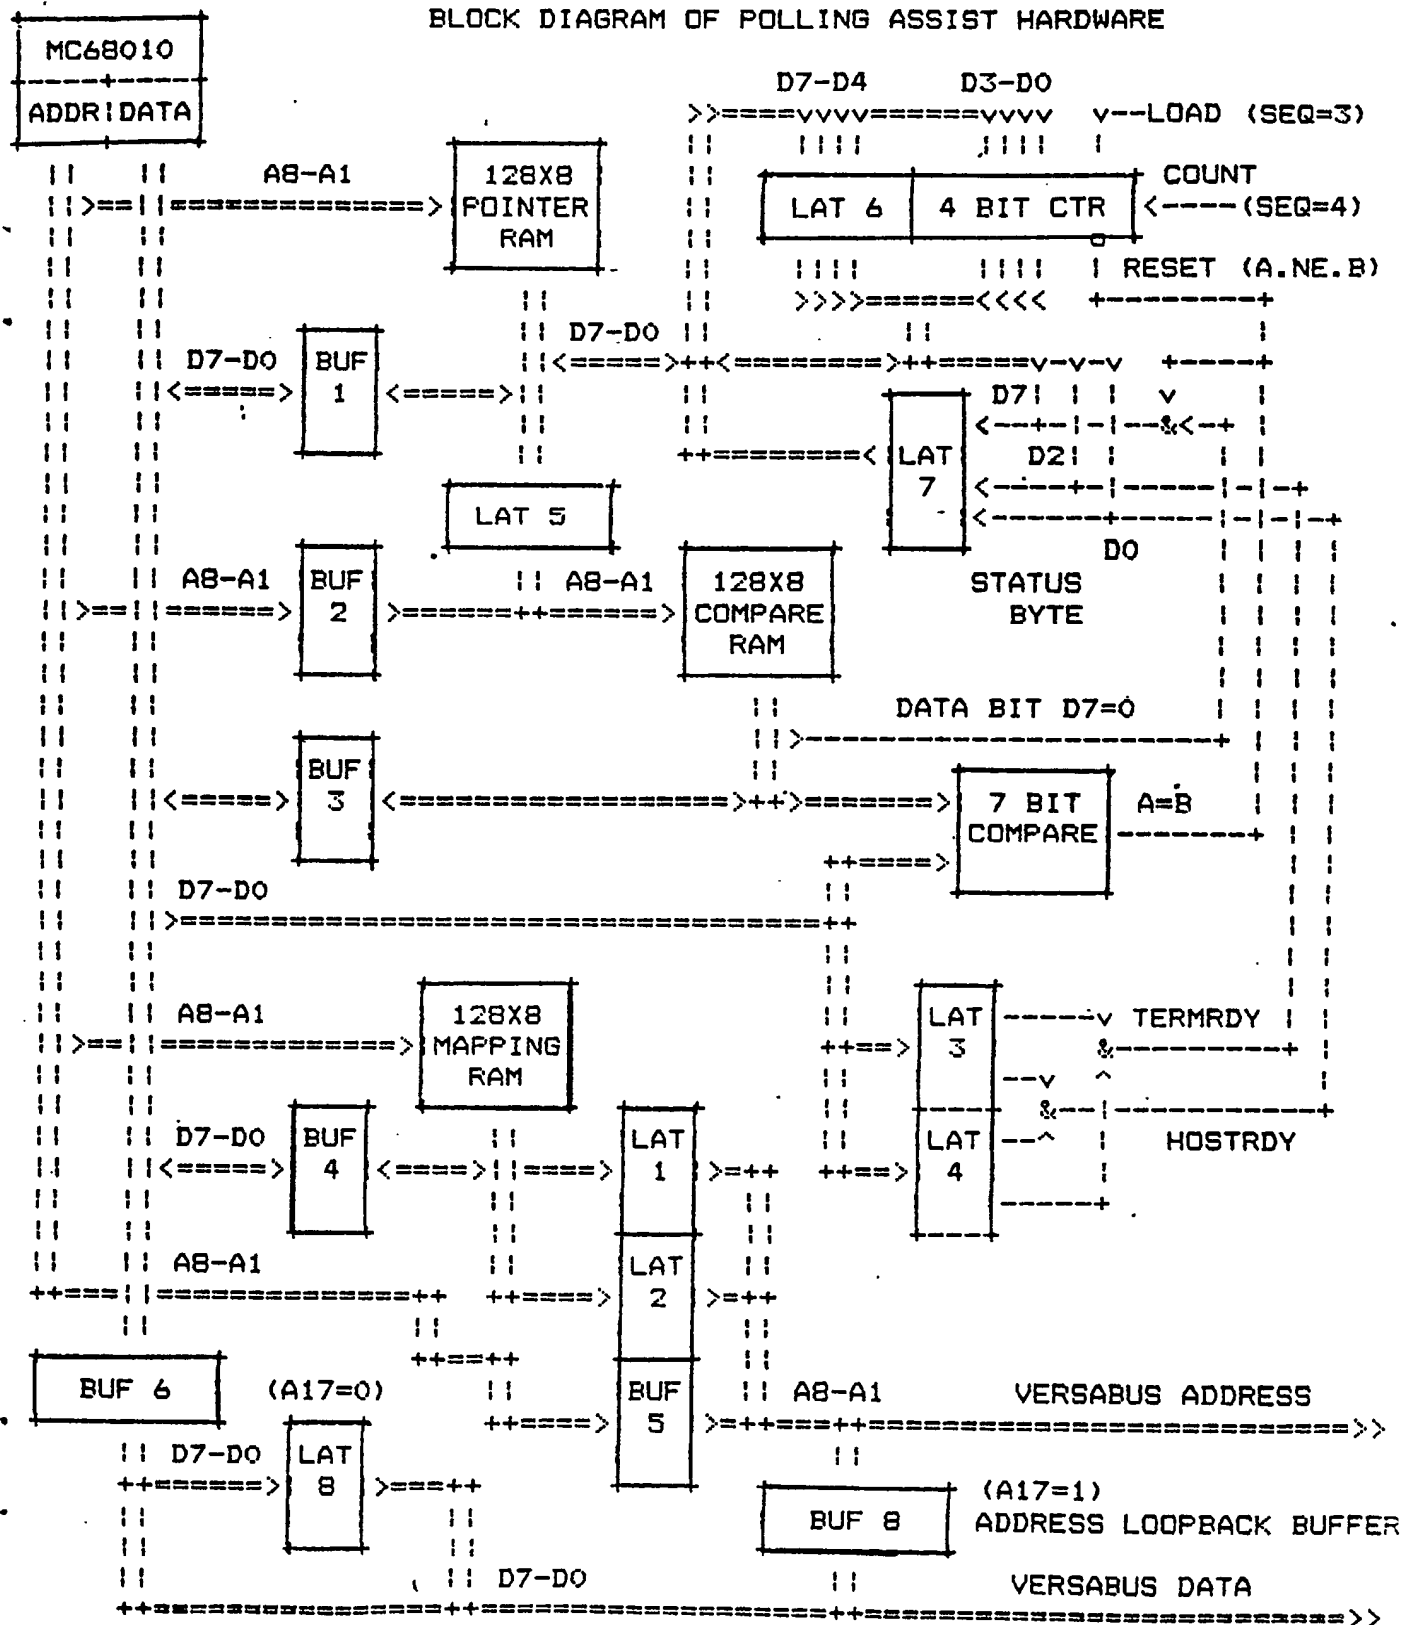 BLOCK DIAGRAM OF POLLING ASSIST HARDWARE
MC68010
ADDR DATA
D7-D4 D3-D0
LOAD (SEQ=3)
A8-A1
128X8
POINTER
RAM
LAT 6
4 BIT CTR
COUNT
(SEQ=4)
RESET (A.NE.B)
D7-D0
D7-D0
BUF
1
D7
LAT
7
D2
D0
LAT 5
STATUS
BYTE
A8-A1
BUF
2
A8-A1
128X8
COMPARE
RAM
DATA BIT D7=0
BUF
3
7 BIT
COMPARE
A=B
D7-D0
A8-A1
128X8
MAPPING
RAM
LAT
3
TERMRDY
&
&
&
D7-D0
BUF
4
LAT
1
LAT
4
HOSTRDY
A8-A1
LAT
2
BUF 6
(A17=0)
BUF
5
A8-A1
VERSABUS ADDRESS
D7-D0
LAT
8
BUF 8
(A17=1)
ADDRESS LOOPBACK BUFFER
D7-D0
VERSABUS DATA